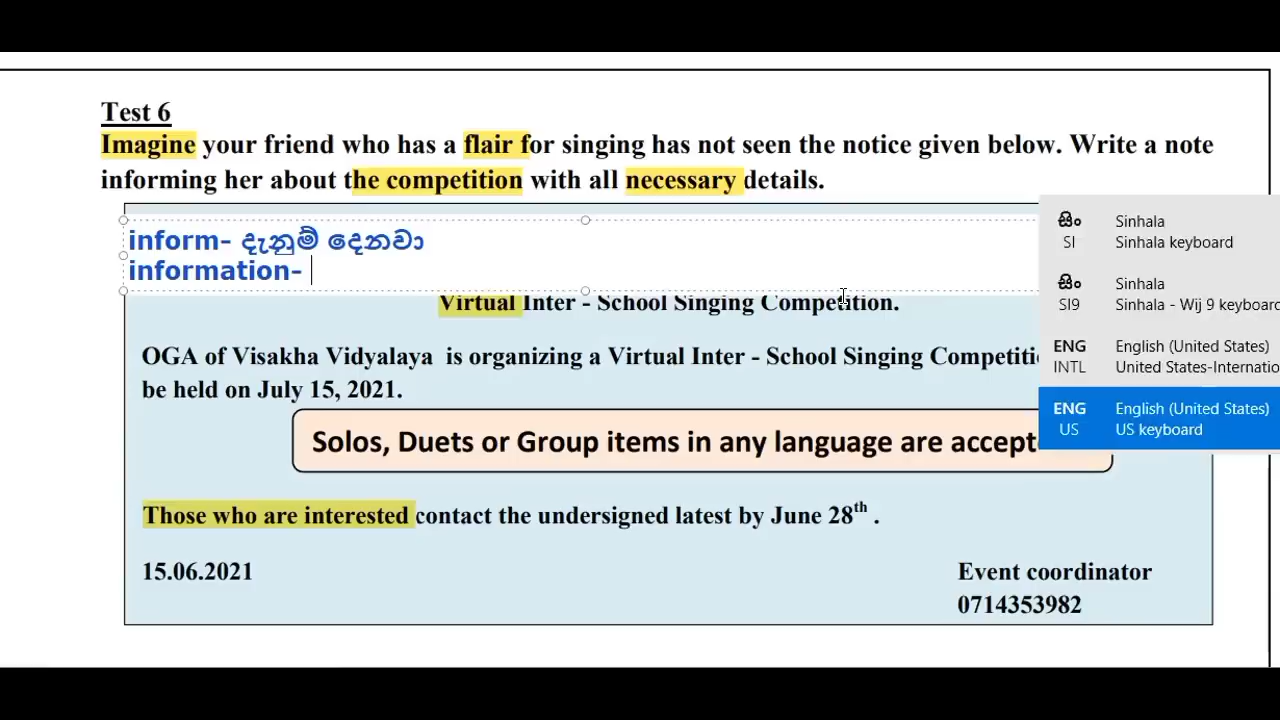 Test 6
Imagine your friend who has a flair for singing has not seen the notice given below. Write a note
informing her about the competition with all necessary details.
inform- දැනුම් දෙනවා
information-
Virtual Inter - School Singing Competition.
OGA of Visakha Vidyalaya is organizing a Virtual Inter - School Singing
be held on July 15, 2021.
Solos, Duets or Group items in any language are
Those who are interested contact the undersigned latest by June 28th .
15.06.2021
Event coordinator
0714353982
සිං Sinhala
SI Sinhala keyboard
සිං Sinhala
SI9 Sinhala - Wij 9 keyboard
ENG English (United States)
INTL United States-Internatio
ENG English (United States)
US US keyboard